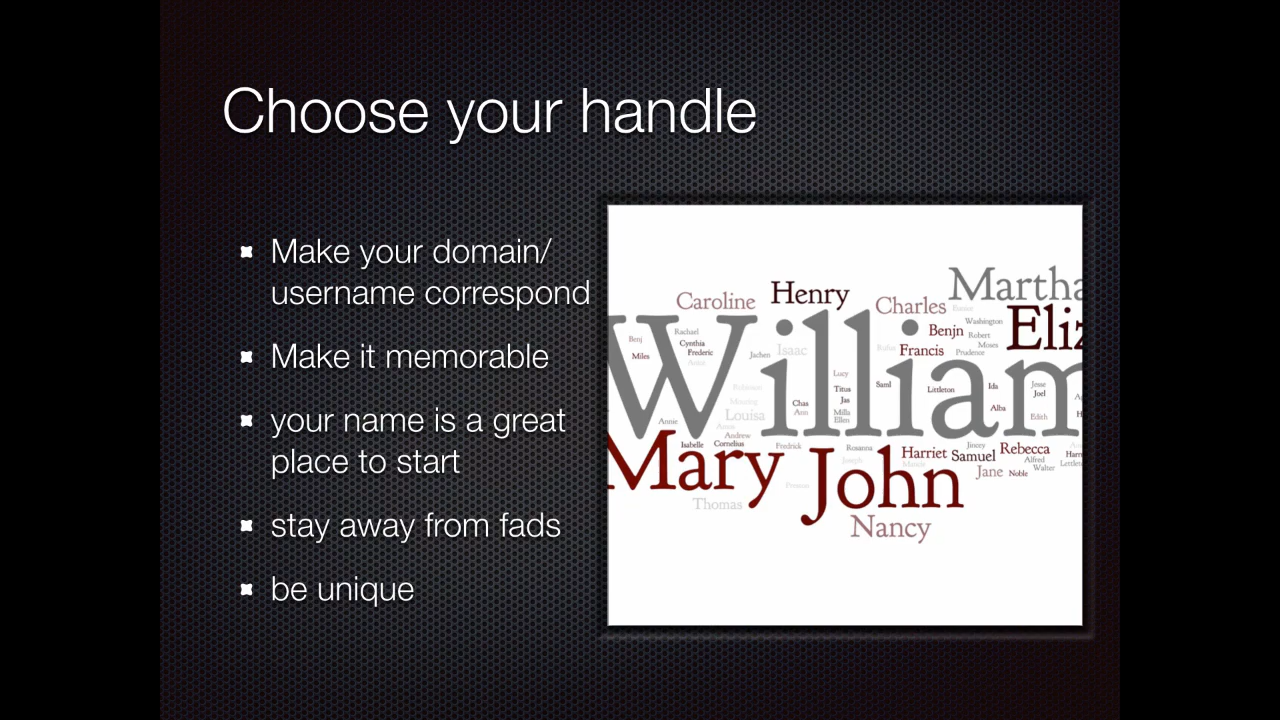 Choose your handle
Make your domain/
username correspond
Make it memorable
your name is a great
place to start
stay away from fads
be unique
Martha
Henry
Caroline
Charles
Eliz
William
Washington
Benjn
Robert
Rachael
Benj
Cynthia
Moses
Francis
Isaac
Frederic
Jachen
Prudence
Miles
Lucy
Titus
Saml
Littleton
Ida
Jesse
Joel
Jas
Chas
Alba
Louisa
Ann
Milla
Ellen
Edith
Annie
Andrew
Isabelle
Cornelius
Fredrick
Rosanna
Jincey
Rebecca
Mary
John
Harriet
Samuel
Alfred
Walter
Jane
Noble
Joseph
Thomas
Nancy